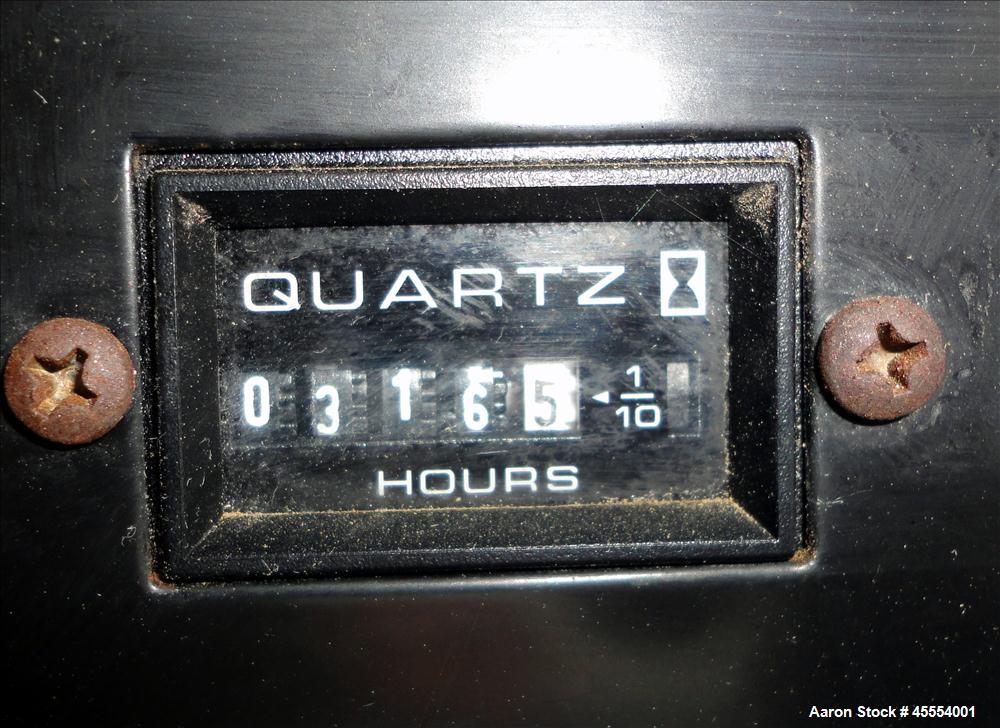 QUARTZ
0 3 1 6 5 ◄ 1/10
HOURS
Aaron Stock # 45554001